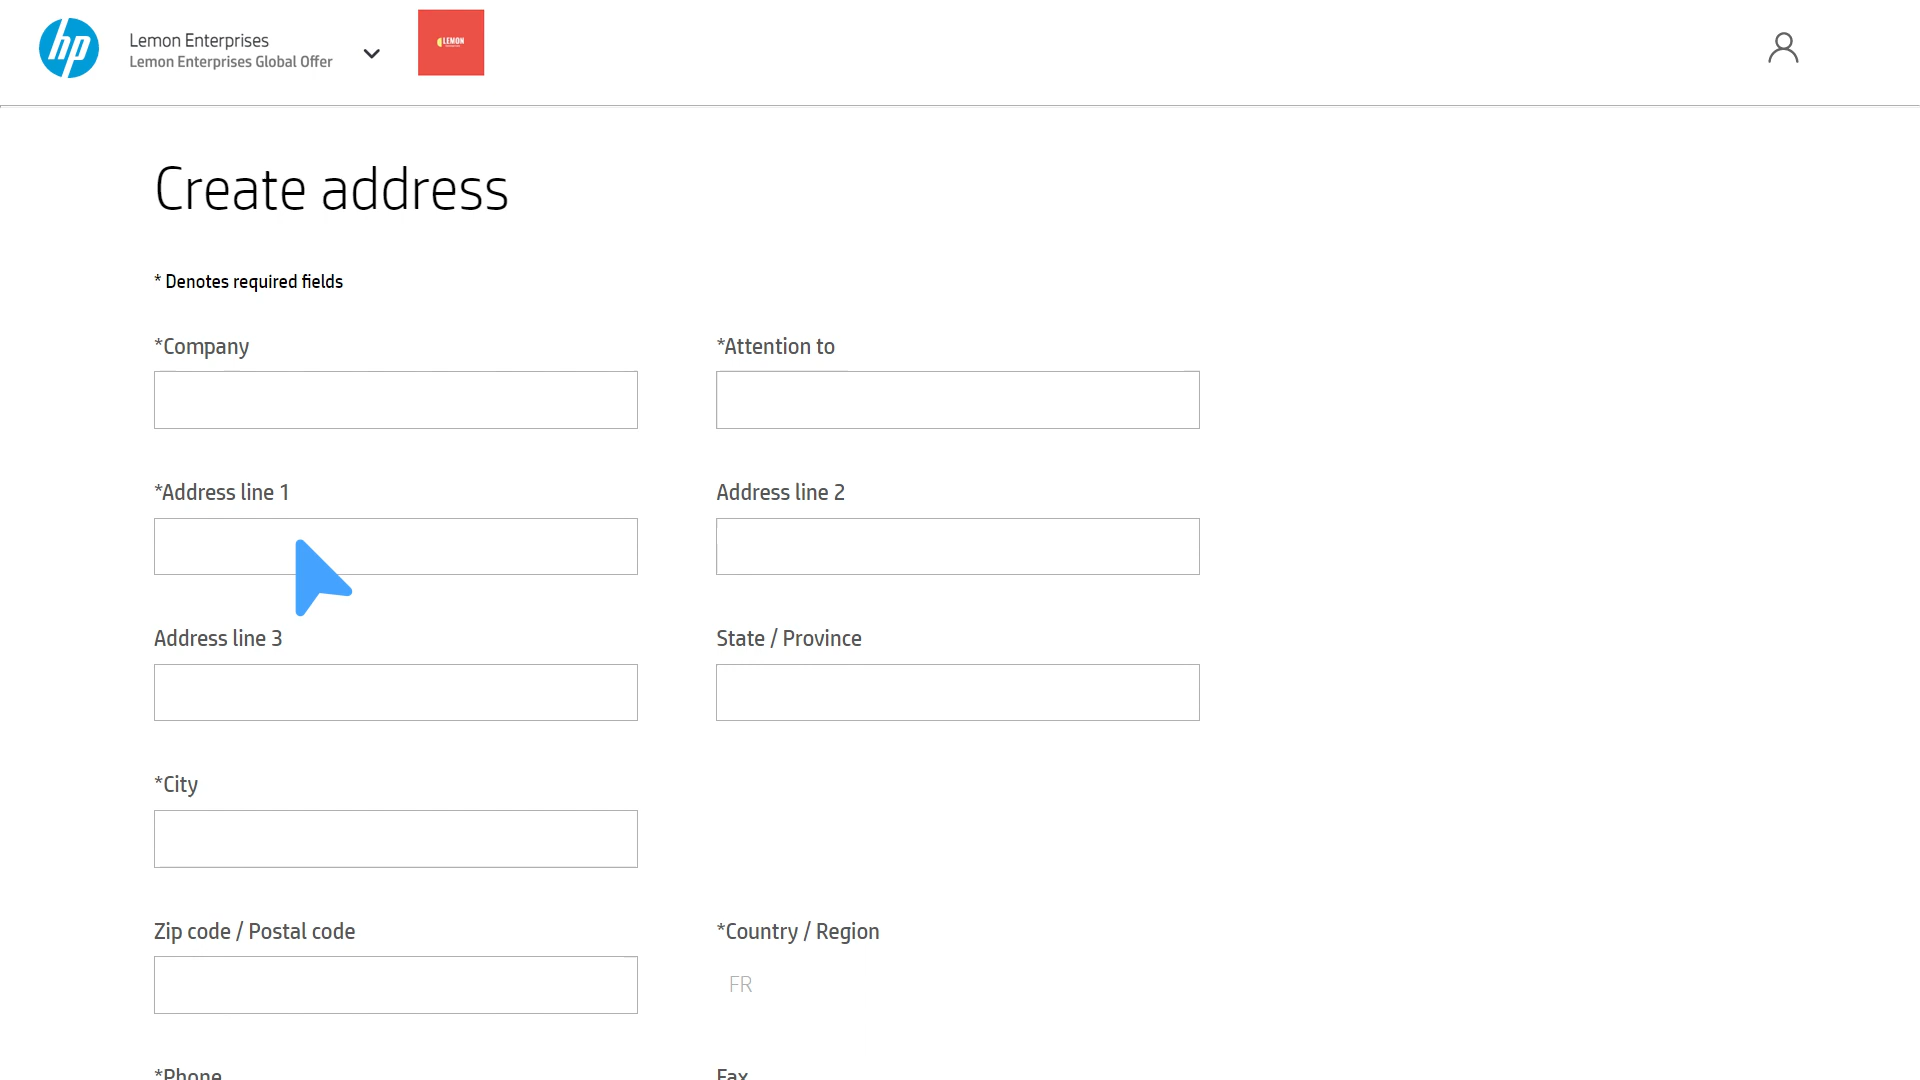 hp
Lemon Enterprises
Lemon Enterprises Global Offer
LEMON
Create address
* Denotes required fields
*Company
*Attention to
*Address line 1
Address line 2
Address line 3
State / Province
*City
Zip code / Postal code
*Country / Region
FR
*Phone
Fax